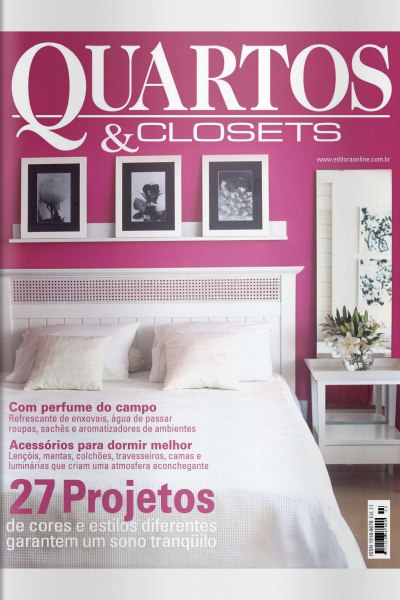 QUARTOS
& CLOSETS
www.editoraonline.com.br
Com perfume do campo
Refrescante de enxovais, água de passar
roupas, sachês e aromatizadores de ambientes
Acessórios para dormir melhor
Lençóis, mantas, colchões, travesseiros, camas e
luminárias que criam uma atmosfera aconchegante
27 Projetos
de cores e estilos diferentes
garantem um sono tranqüilo